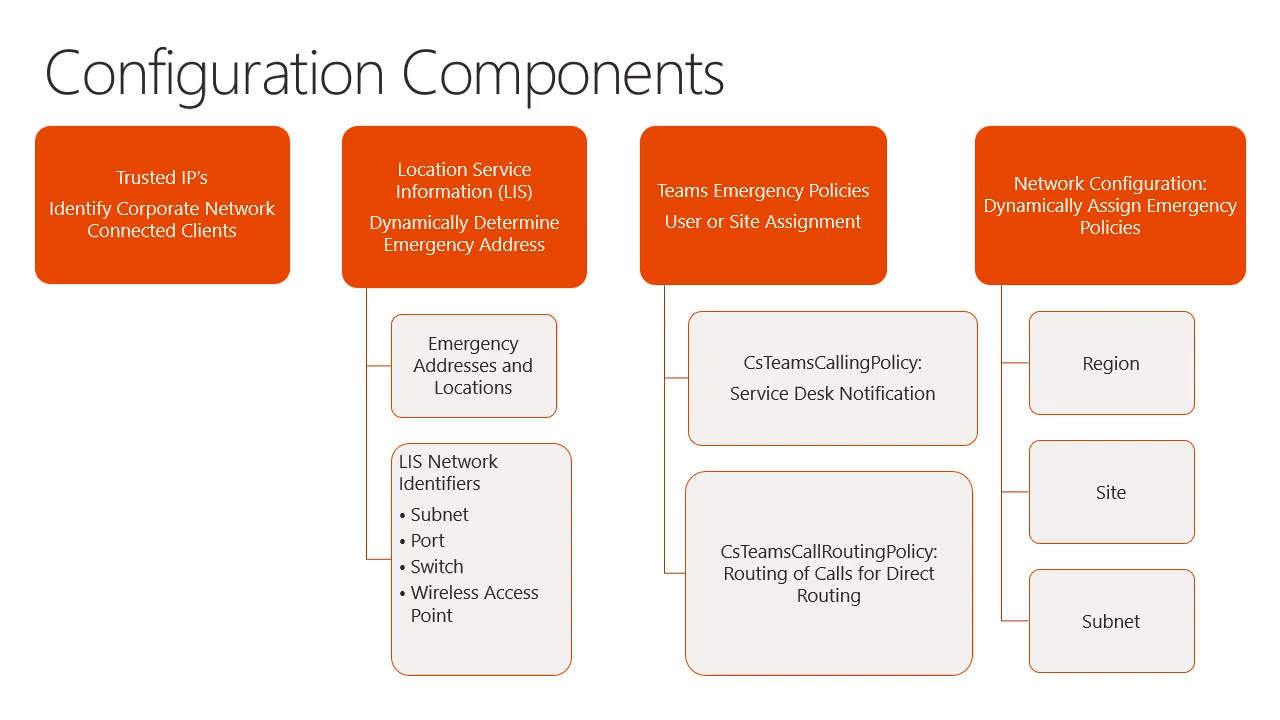 Configuration Components
Trusted IP's
Identify Corporate Network
Connected Clients
Location Service
Information (LIS)
Dynamically Determine
Emergency Address
Emergency
Addresses and
Locations
LIS Network
Identifiers
• Subnet
• Port
• Switch
• Wireless Access
Point
Teams Emergency Policies
User or Site Assignment
CsTeamsCallingPolicy:
Service Desk Notification
CsTeamsCallRoutingPolicy:
Routing of Calls for Direct
Routing
Network Configuration:
Dynamically Assign Emergency
Policies
Region
Site
Subnet